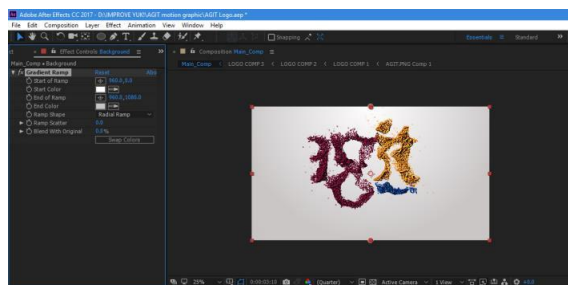 Adobe After Effects CC 2017 - D:\IMPROVE YUK!\AGIT motion graphic\AGIT Logo.aep *
File Edit Composition Layer Effect Animation View Window Help
Snapping
Essentials Standard
Effect Controls Background
Composition Main_Comp
Main_Comp • Background
Main_Comp LOGO COMP 3 LOGO COMP 2 LOGO COMP 1 AGIT.PNG Comp 1
fx Gradient Ramp Reset Abo
Start of Ramp 960.0,0.0
Start Color
End of Ramp 960.0,1080.0
End Color
Ramp Shape Radial Ramp
Ramp Scatter 0.0
Blend With Original 0.0%
Swap Colors
agit
25% 0:00:03:10 (Quarter) Active Camera 1 View +0.0